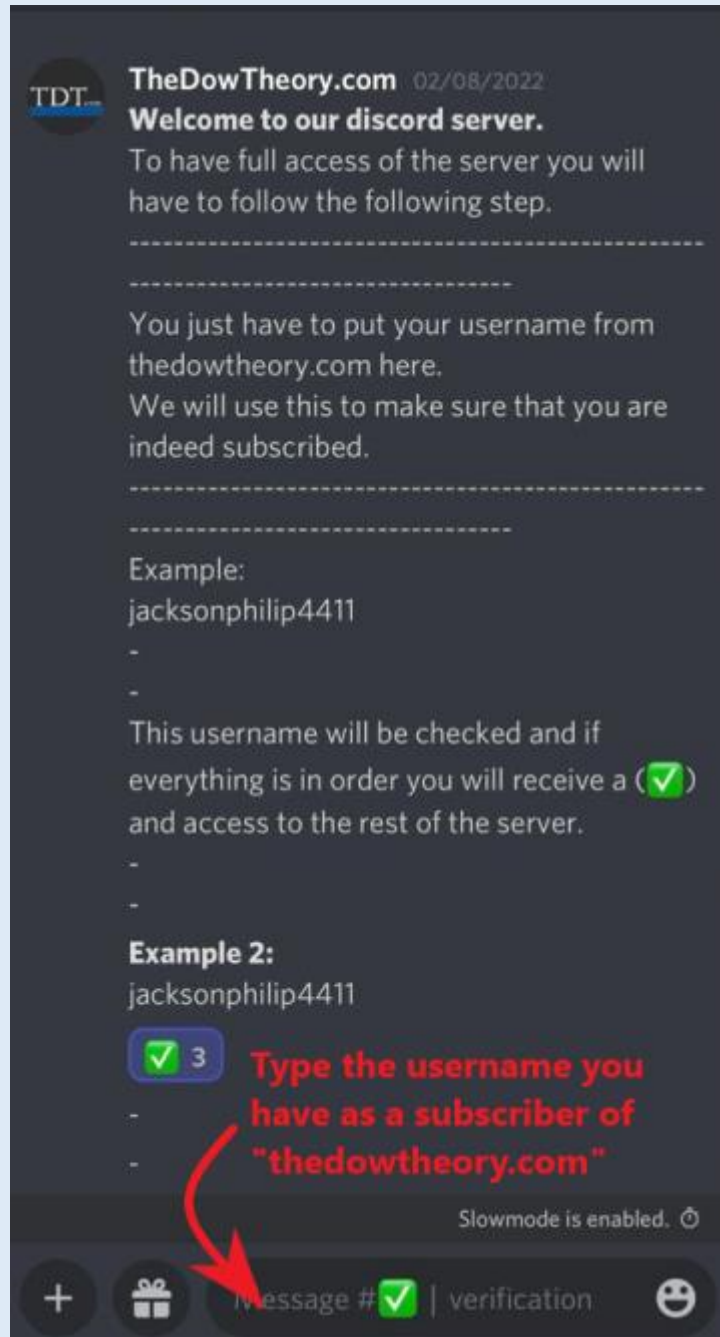 TDT.com
TheDowTheory.com 02/08/2022
Welcome to our discord server.
To have full access of the server you will
have to follow the following step.
----------------------------------------------------
----------------------------------
You just have to put your username from
thedowtheory.com here.
We will use this to make sure that you are
indeed subscribed.
----------------------------------------------------
----------------------------------
Example:
jacksonphilip4411
-
-
This username will be checked and if
everything is in order you will receive a (✅)
and access to the rest of the server.
-
-
Example 2:
jacksonphilip4411
✅ 3
Type the username you
have as a subscriber of
"thedowtheory.com"
-
-
Slowmode is enabled.
Message #✅ | verification